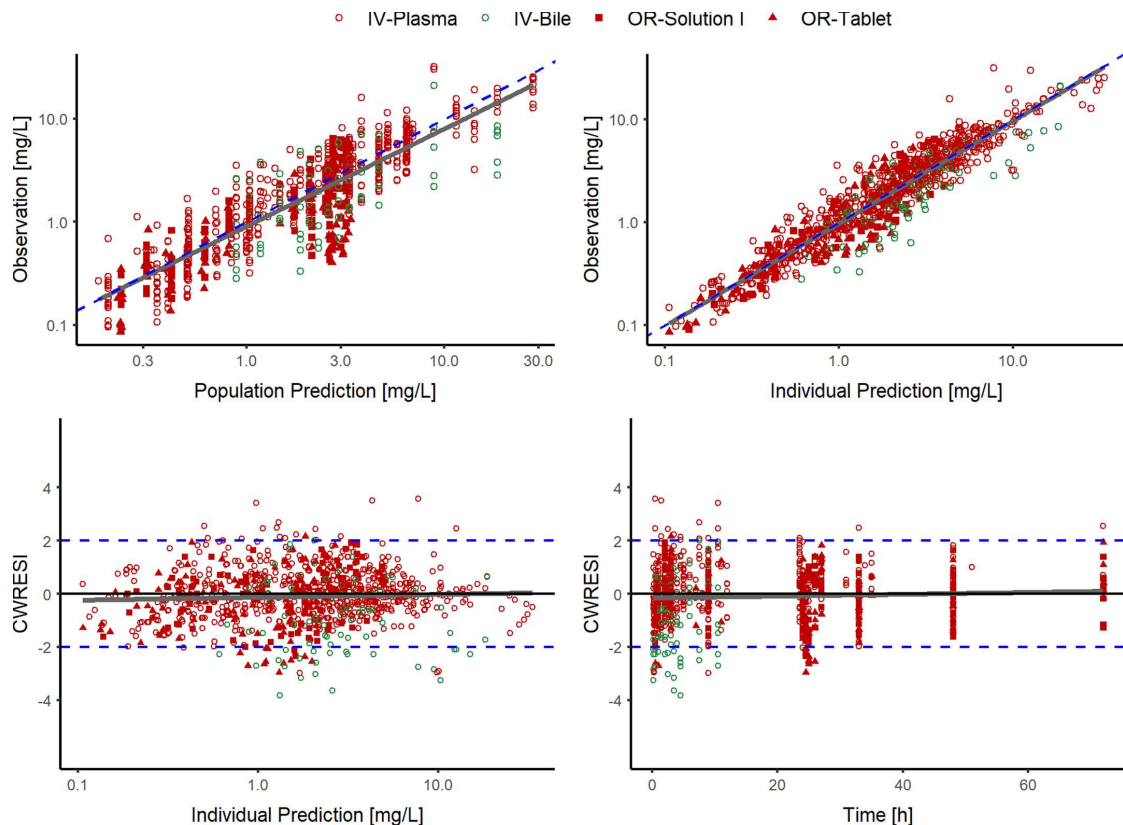 IV-Plasma IV-Bile OR-Solution I OR-Tablet
Observation [mg/L]
10.0
1.0
0.1
0.3 1.0 3.0 10.0 30.0
Population Prediction [mg/L]
Observation [mg/L]
10.0
1.0
0.1
0.1 1.0 10.0
Individual Prediction [mg/L]
CWRESI
4
2
0
-2
-4
0.1 1.0 10.0
Individual Prediction [mg/L]
CWRESI
4
2
0
-2
-4
0 20 40 60
Time [h]